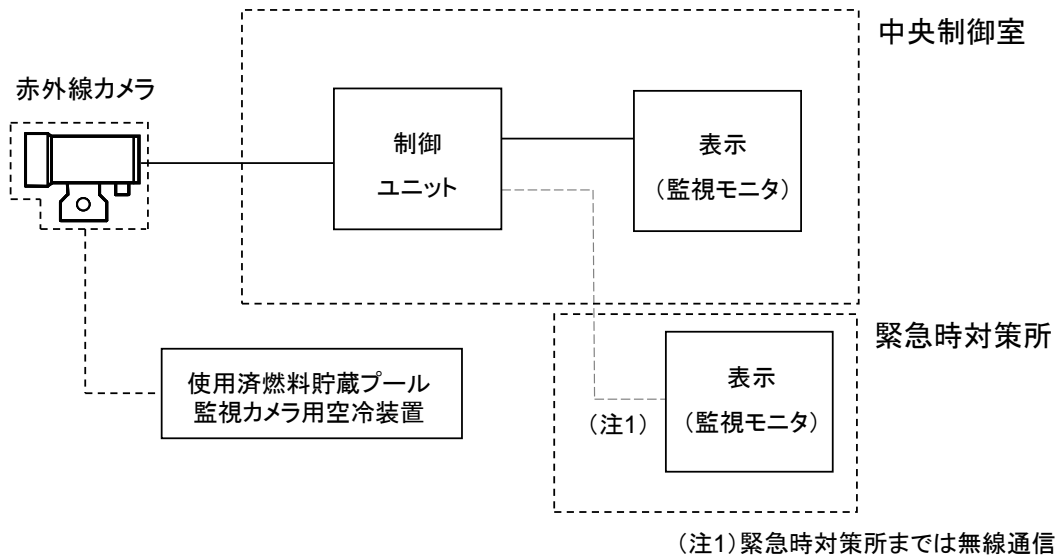 中央制御室
赤外線カメラ
制御
ユニット
表示
（監視モニタ）
緊急時対策所
使用済燃料貯蔵プール
監視カメラ用空冷装置
表示
（監視モニタ）
（注1）
（注1）緊急時対策所までは無線通信